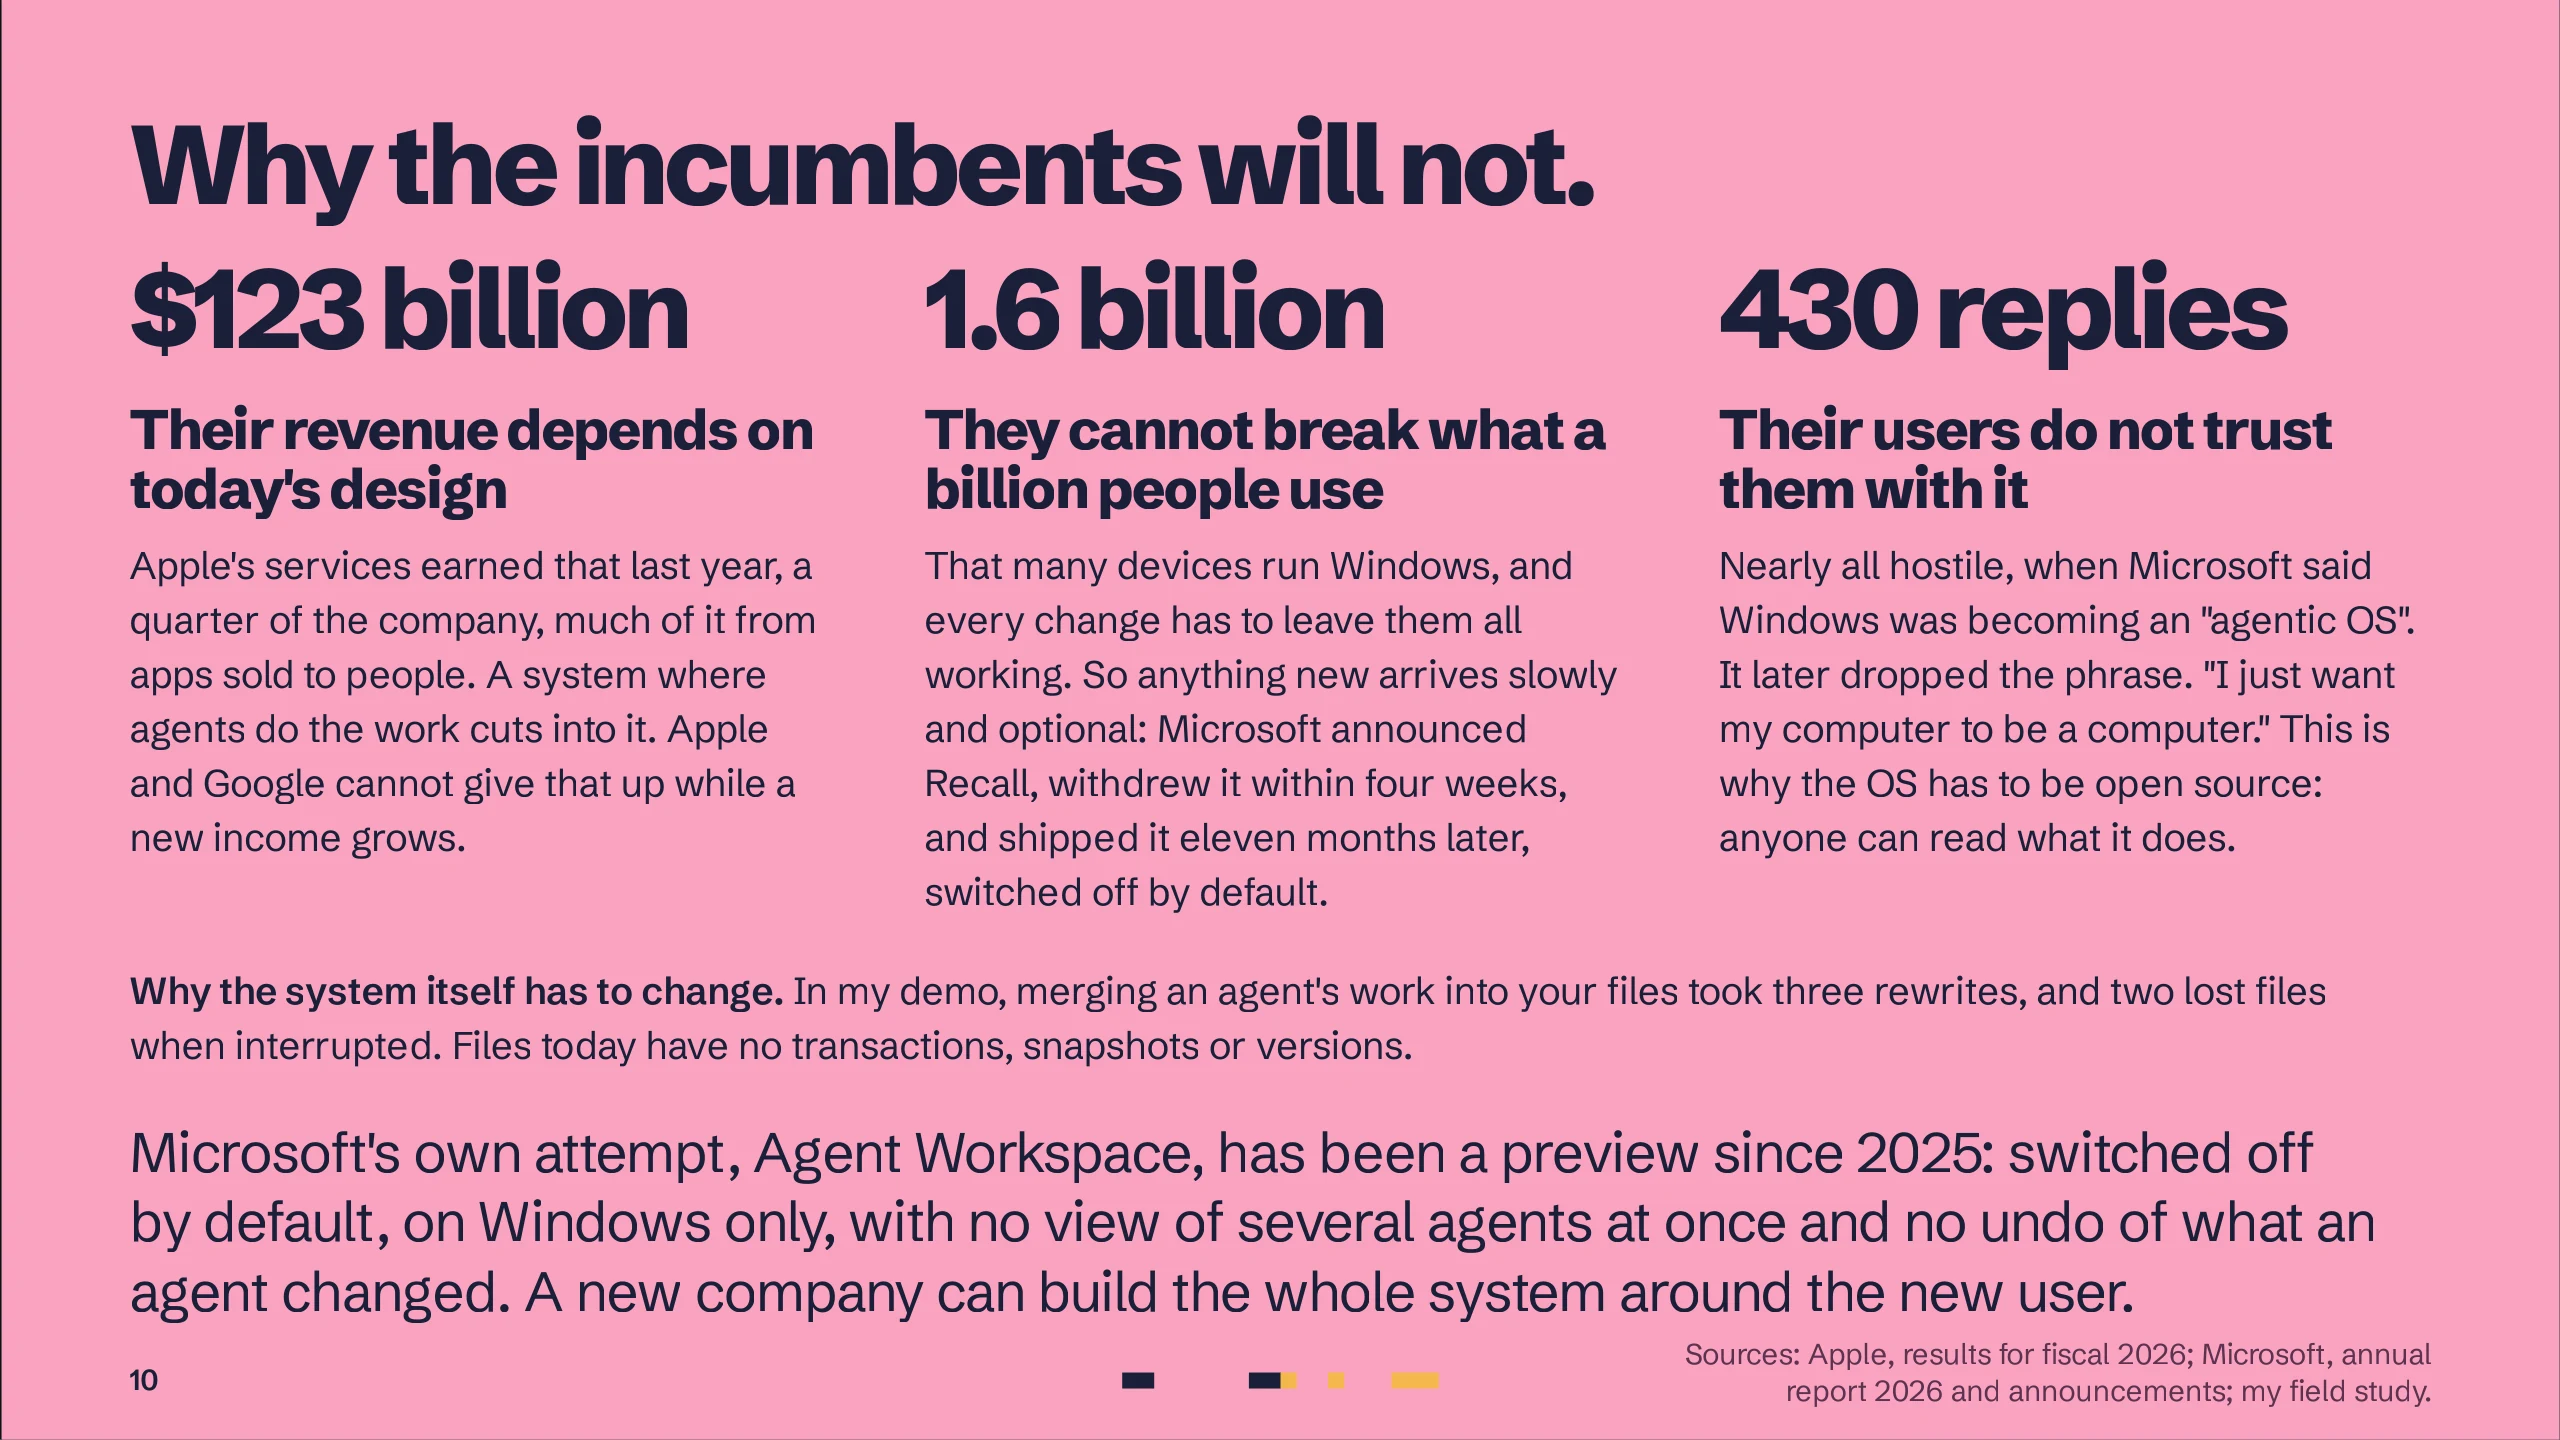 Why the incumbents will not.
$123 billion
Their revenue depends on
today's design
Apple's services earned that last year, a
quarter of the company, much of it from
apps sold to people. A system where
agents do the work cuts into it. Apple
and Google cannot give that up while a
new income grows.
1.6 billion
They cannot break what a
billion people use
That many devices run Windows, and
every change has to leave them all
working. So anything new arrives slowly
and optional: Microsoft announced
Recall, withdrew it within four weeks,
and shipped it eleven months later,
switched off by default.
430 replies
Their users do not trust
them with it
Nearly all hostile, when Microsoft said
Windows was becoming an "agentic OS".
It later dropped the phrase. "I just want
my computer to be a computer." This is
why the OS has to be open source:
anyone can read what it does.
Why the system itself has to change. In my demo, merging an agent's work into your files took three rewrites, and two lost files
when interrupted. Files today have no transactions, snapshots or versions.
Microsoft's own attempt, Agent Workspace, has been a preview since 2025: switched off
by default, on Windows only, with no view of several agents at once and no undo of what an
agent changed. A new company can build the whole system around the new user.
10
Sources: Apple, results for fiscal 2026; Microsoft, annual
report 2026 and announcements; my field study.